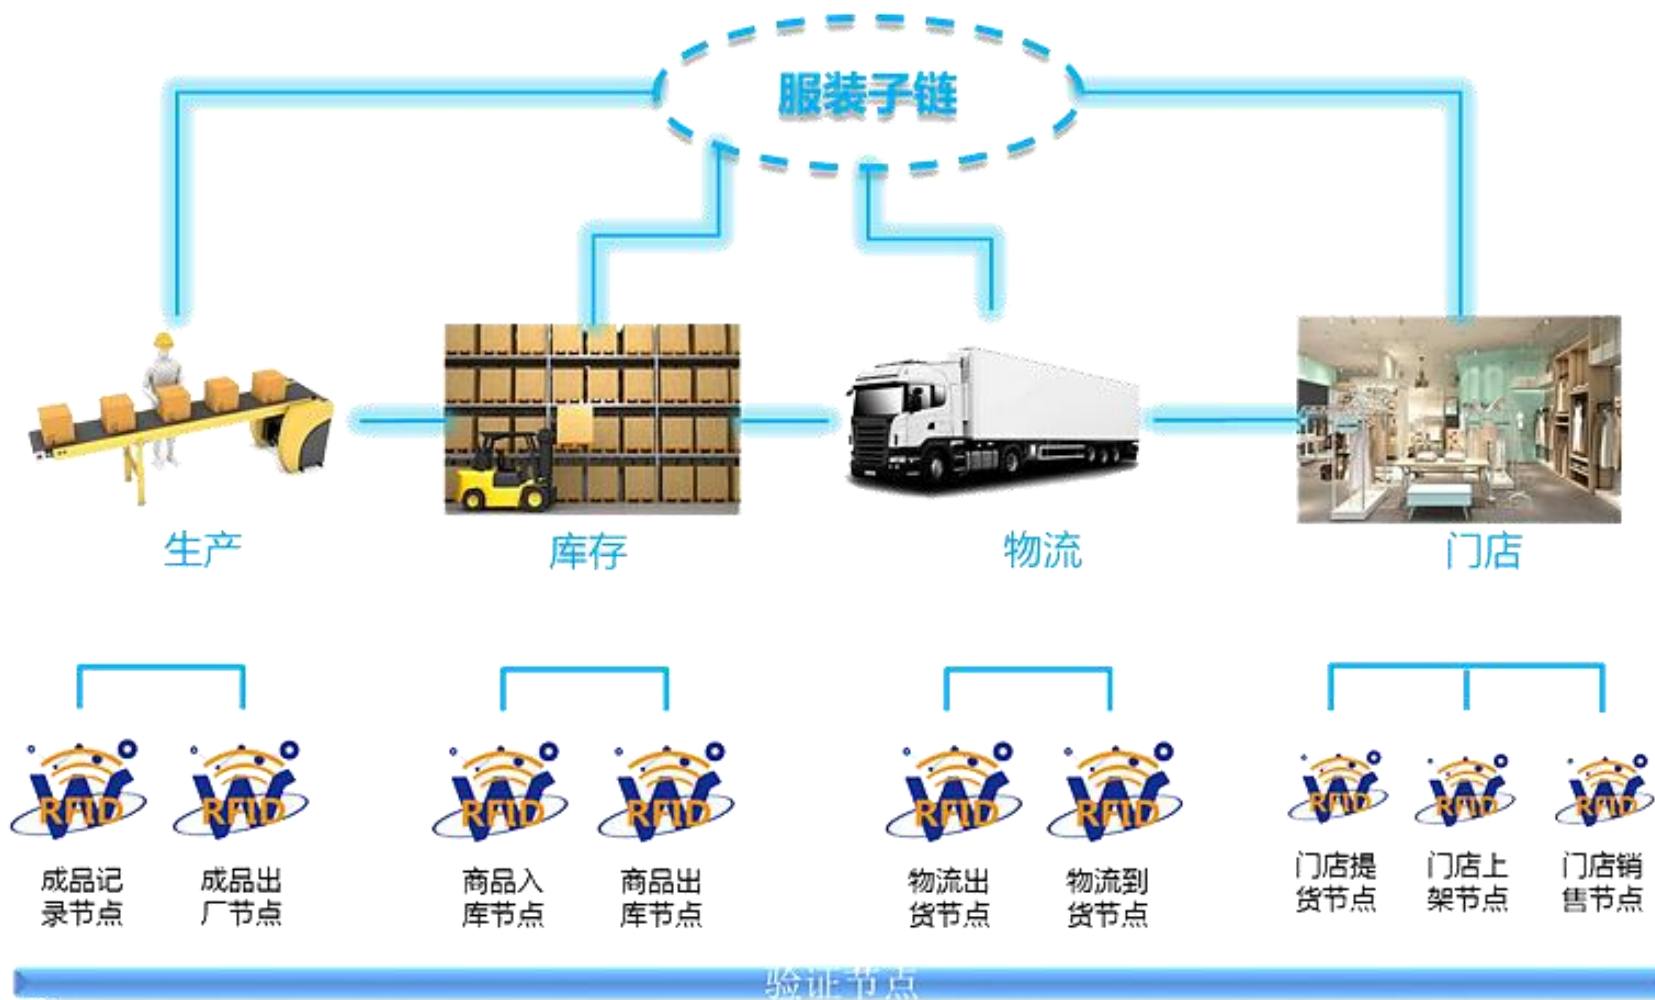 服装子链
生产
库存
物流
门店
RFID
RFID
RFID
RFID
RFID
RFID
RFID
RFID
RFID
成品记
录节点
成品出
厂节点
商品入
库节点
商品出
库节点
物流出
货节点
物流到
货节点
门店提
货节点
门店上
架节点
门店销
售节点
验证节点